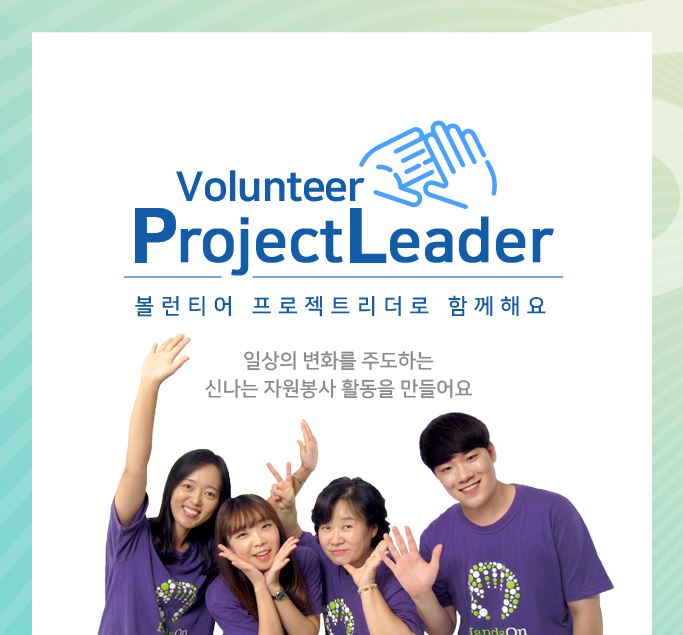 Volunteer
ProjectLeader
볼런티어 프로젝트리더로 함께해요
일상의 변화를 주도하는
신나는 자원봉사 활동을 만들어요
HandsOn